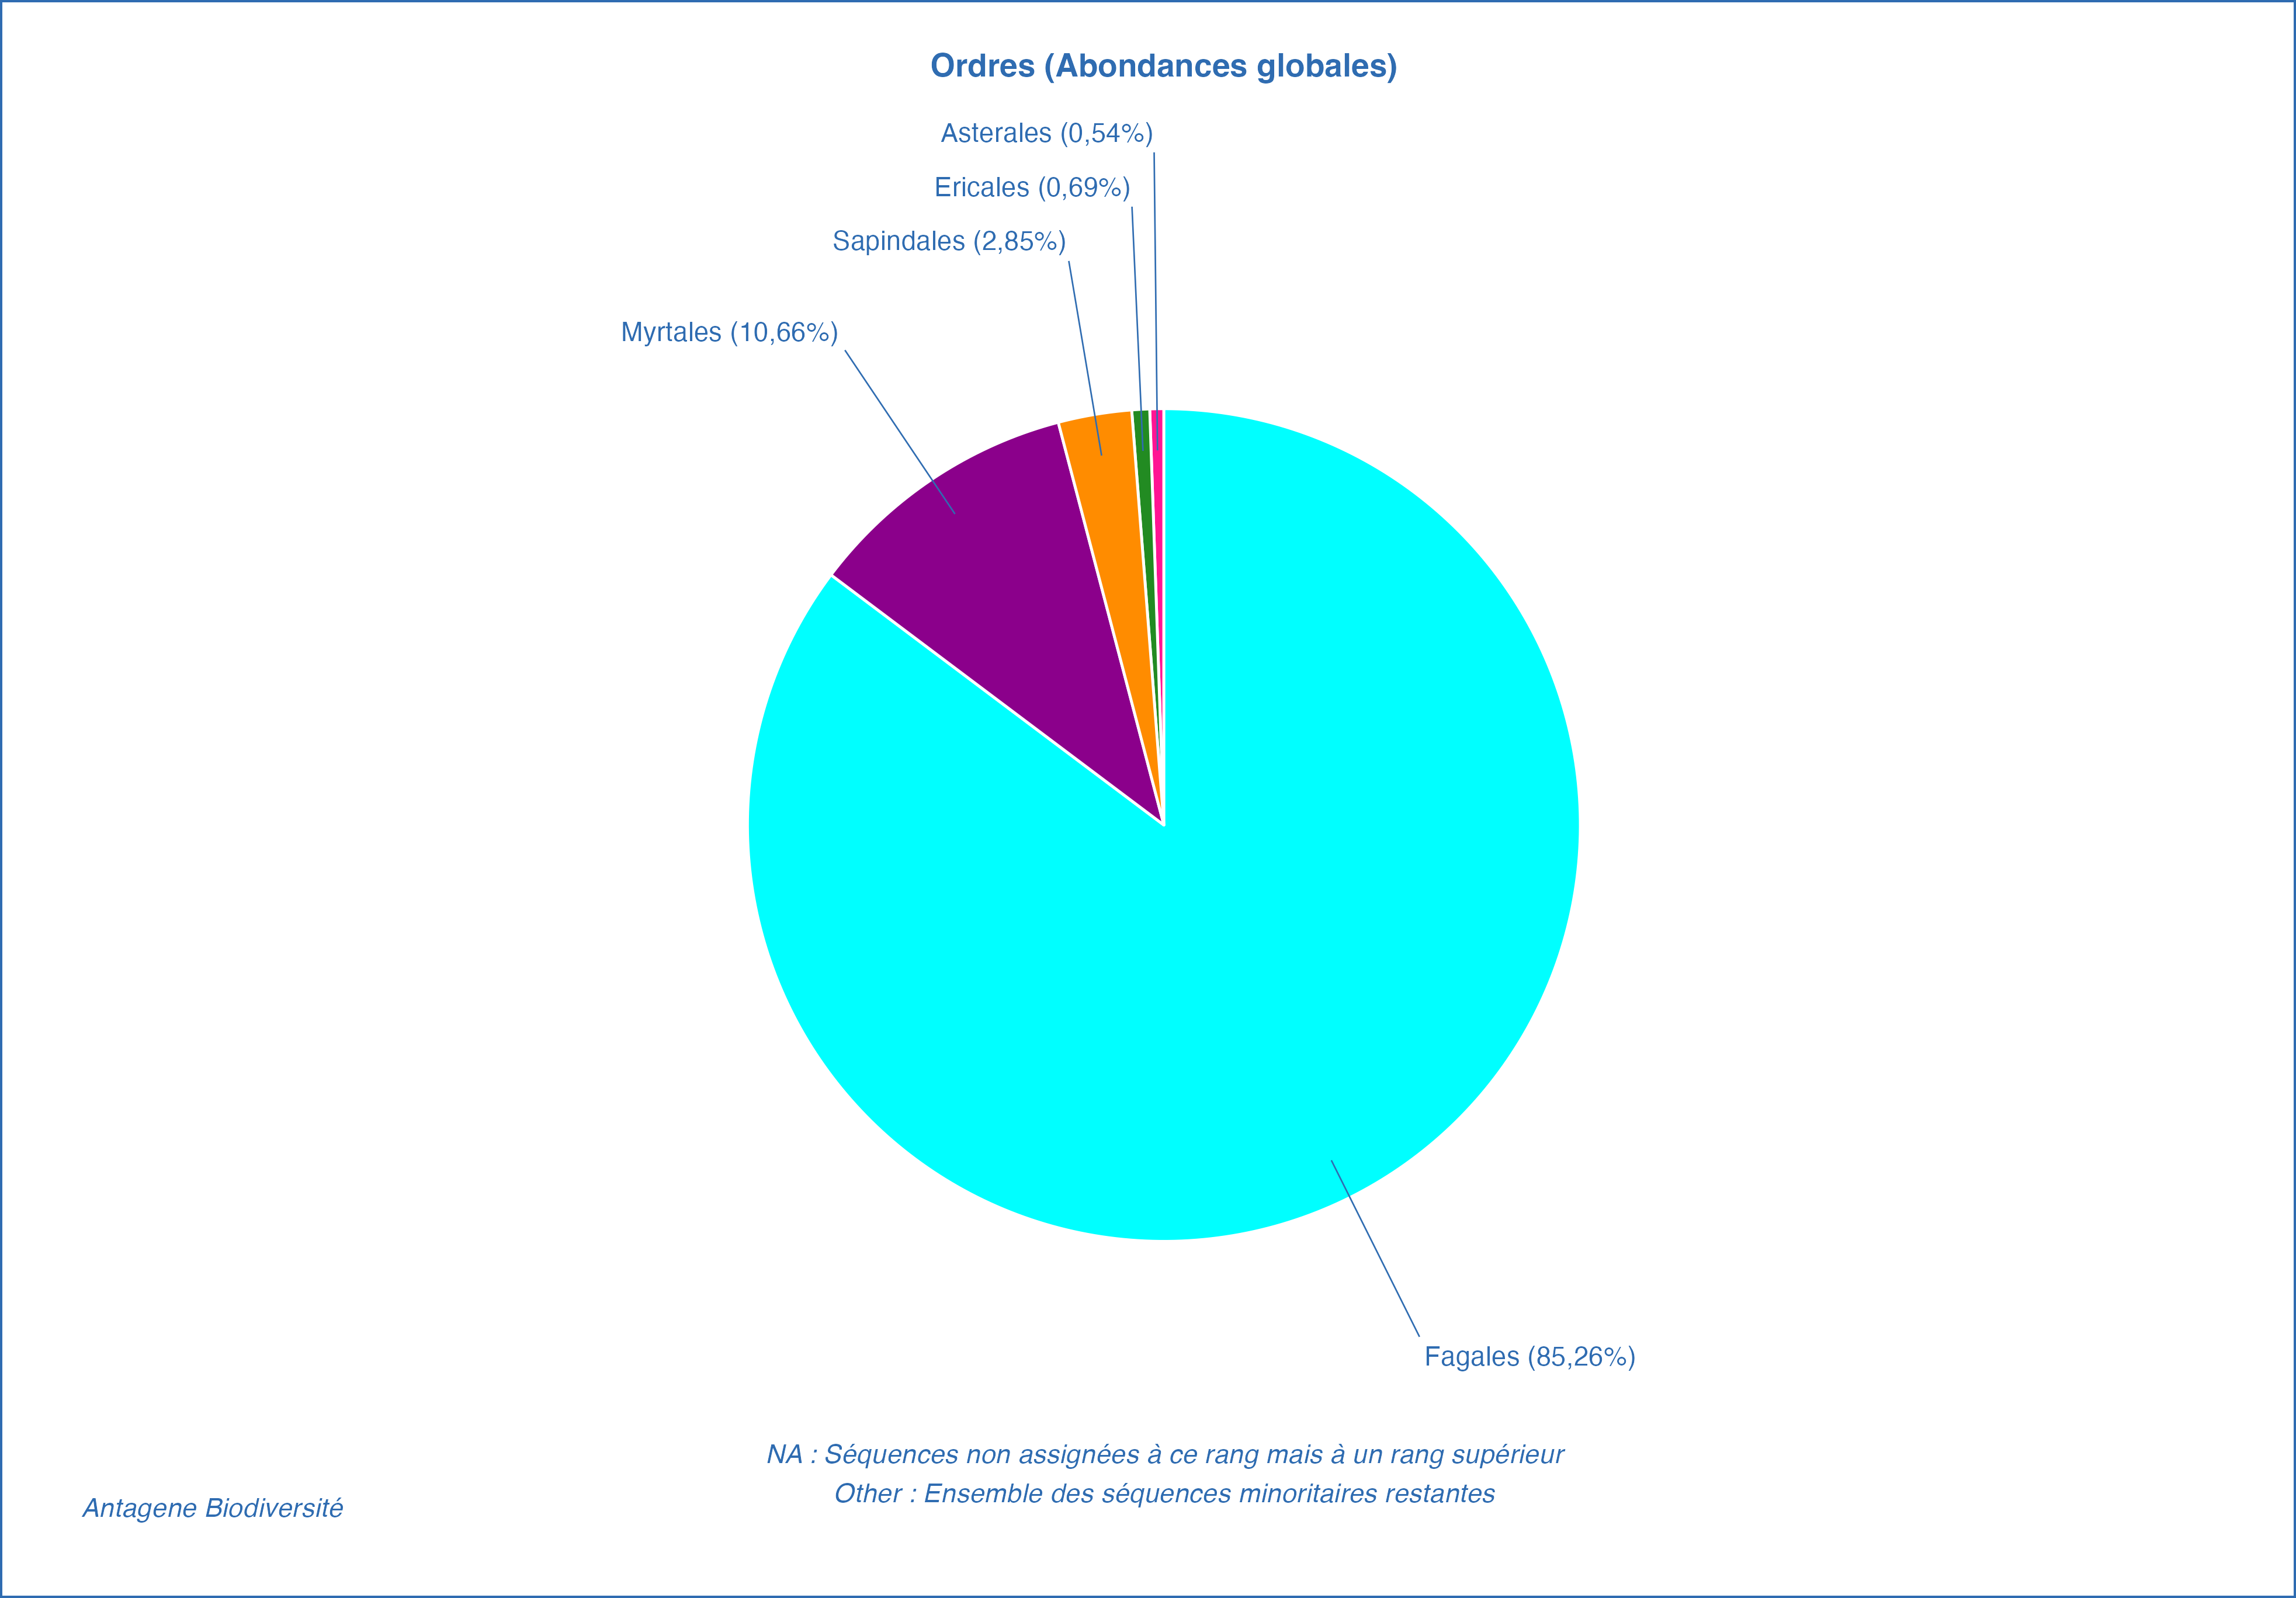 Ordres (Abondances globales)
Asterales (0,54%)
Ericales (0,69%)
Sapindales (2,85%)
Myrtales (10,66%)
Fagales (85,26%)
NA : Séquences non assignées à ce rang mais à un rang supérieur
Other : Ensemble des séquences minoritaires restantes
Antagene Biodiversité